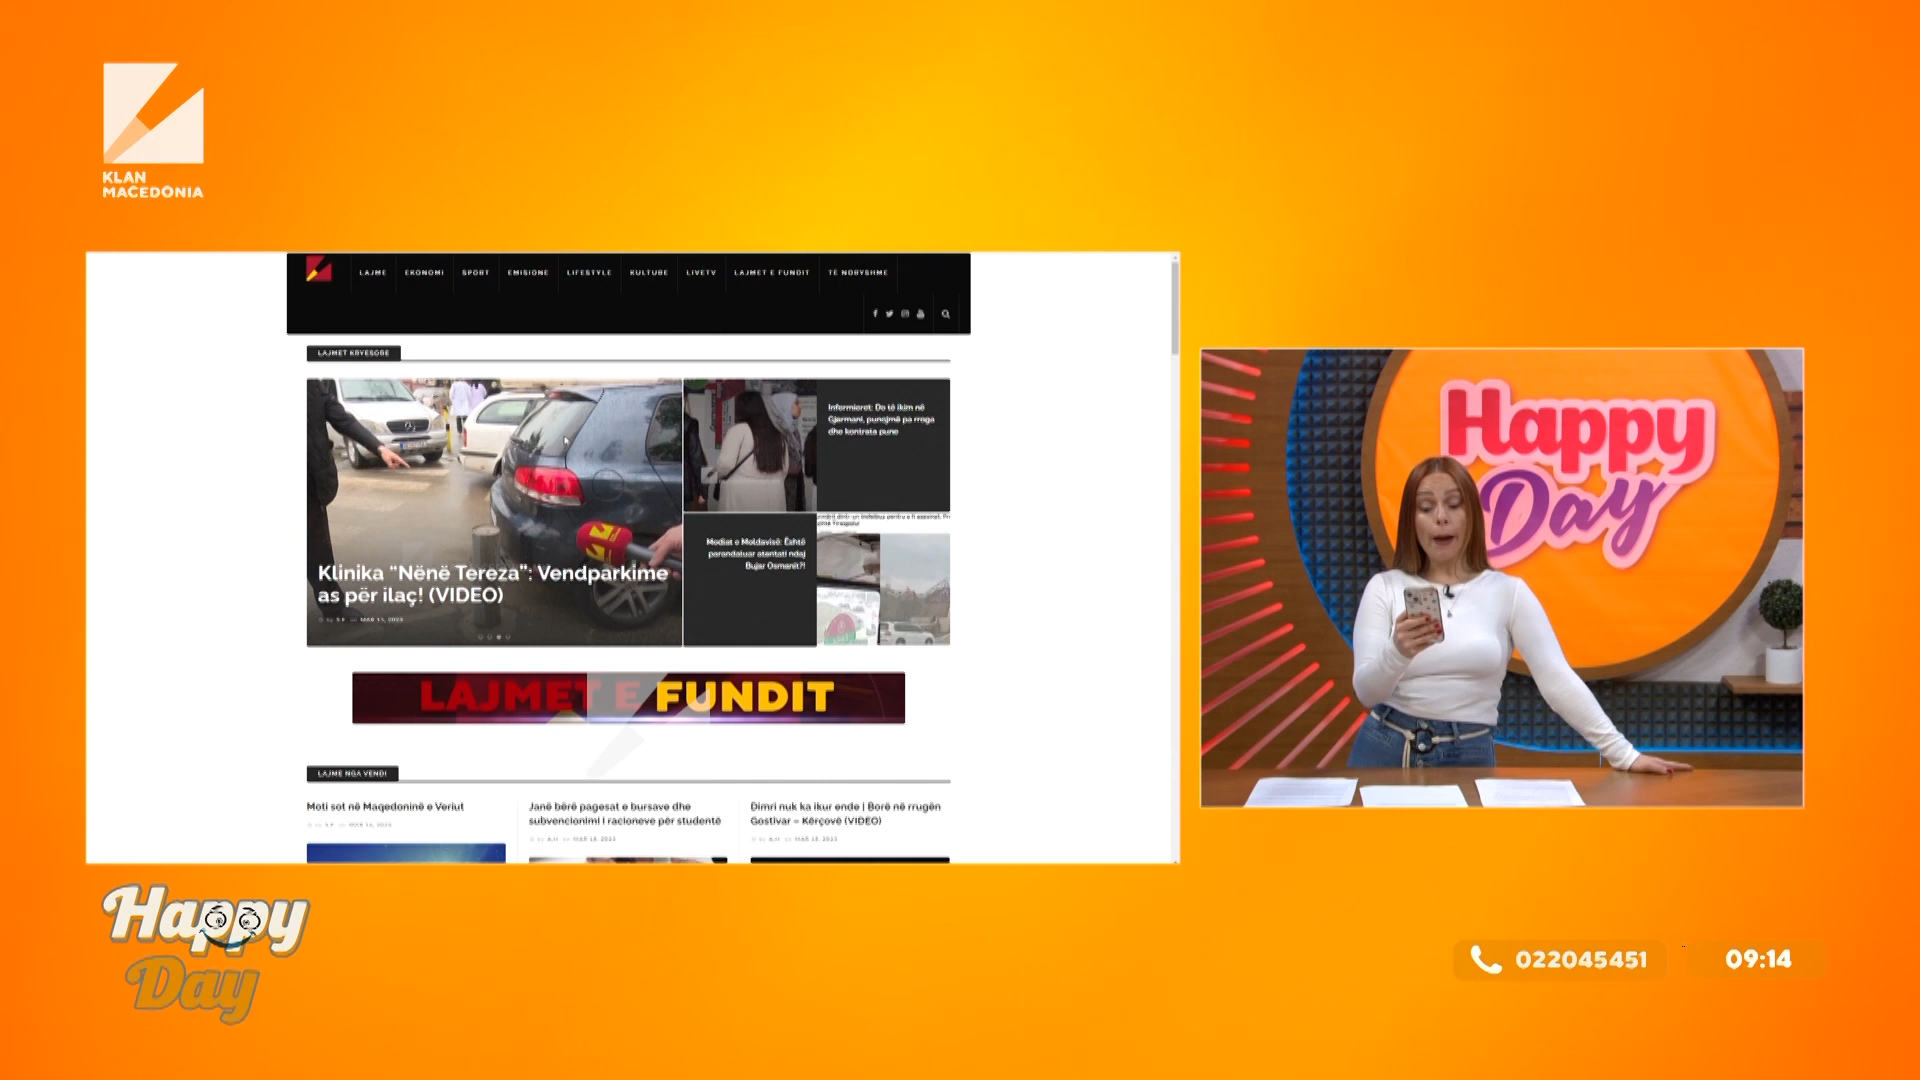 KLAN
MACEDONIA
LAJME
EKONOMI
SPORT
EMISIONE
LIFESTYLE
KULTURE
LIVETV
LAJMET E FUNDIT
TË NDRYSHME
LAJMET KRYESORE
Klinika "Nënë Tereza": Vendparkime
as për ilaç! (VIDEO)
Infermieret: Do të ikim në
Gjermani, punojmë pa rroga
dhe kontrata pune
Mediat e Moldavisë: Është
parandaluar atentati ndaj
Bujar Osmanit?!
LAJMET E FUNDIT
LAJME NGA VENDI
Moti sot në Maqedoninë e Veriut
Janë bërë pagesat e bursave dhe
subvencionimi i racioneve për studentë
Dimri nuk ka ikur ende | Borë në rrugën
Gostivar – Kërçovë (VIDEO)
Happy
Day
Happy
Day
022045451
09:14